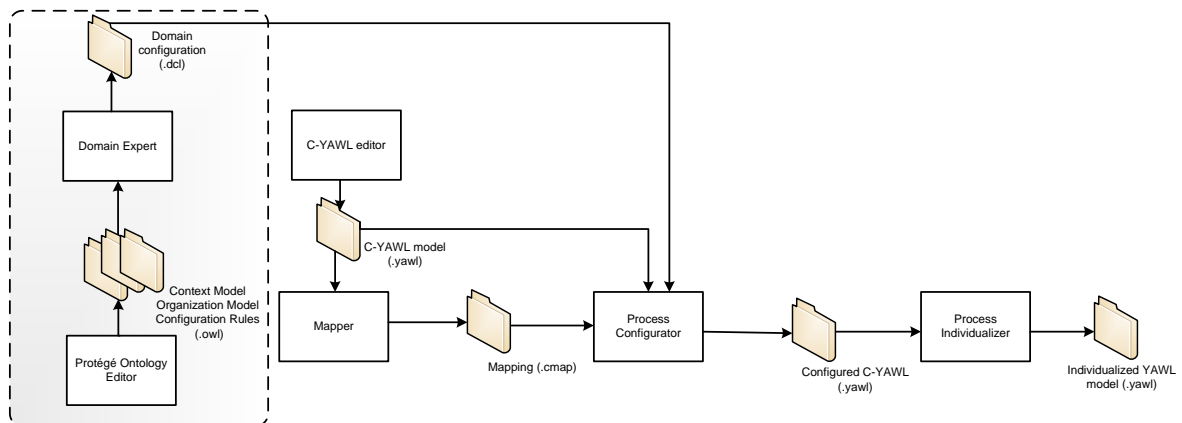 Domain
configuration
(.dcl)
Domain Expert
C-YAWL editor
C-YAWL model
(.yawl)
Context Model
Organization Model
Configuration Rules
(.owl)
Mapper
Process
Configurator
Process
Individualizer
Protégé Ontology
Editor
Mapping (.cmap)
Configured C-YAWL
(.yawl)
Individualized YAWL
model (.yawl)